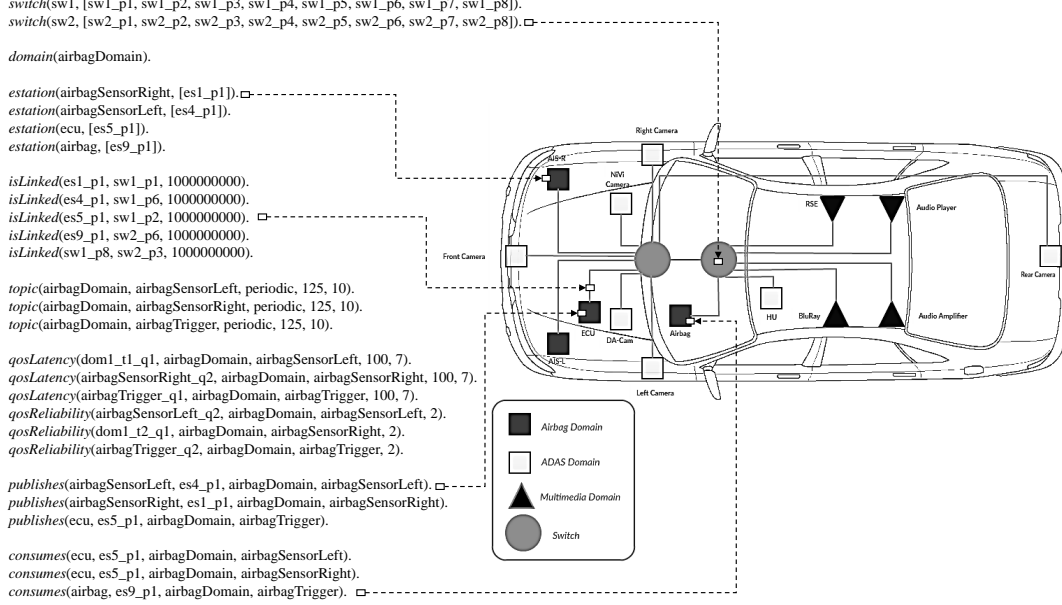 switch(sw1, [sw1_p1, sw1_p2, sw1_p3, sw1_p4, sw1_p5, sw1_p6, sw1_p7, sw1_p8]).
switch(sw2, [sw2_p1, sw2_p2, sw2_p3, sw2_p4, sw2_p5, sw2_p6, sw2_p7, sw2_p8]).
domain(airbagDomain).
estation(airbagSensorRight, [es1_p1]).
estation(airbagSensorLeft, [es4_p1]).
estation(ecu, [es5_p1]).
estation(airbag, [es9_p1]).
isLinked(es1_p1, sw1_p1, 1000000000).
isLinked(es4_p1, sw1_p6, 1000000000).
isLinked(es5_p1, sw1_p2, 1000000000).
isLinked(es9_p1, sw2_p6, 1000000000).
isLinked(sw1_p8, sw2_p3, 1000000000).
topic(airbagDomain, airbagSensorLeft, periodic, 125, 10).
topic(airbagDomain, airbagSensorRight, periodic, 125, 10).
topic(airbagDomain, airbagTrigger, periodic, 125, 10).
qosLatency(dom1_t1_q1, airbagDomain, airbagSensorLeft, 100, 7).
qosLatency(airbagSensorRight_q2, airbagDomain, airbagSensorRight, 100, 7).
qosLatency(airbagTrigger_q1, airbagDomain, airbagTrigger, 100, 7).
qosReliability(airbagSensorLeft_q2, airbagDomain, airbagSensorLeft, 2).
qosReliability(dom1_t2_q1, airbagDomain, airbagSensorRight, 2).
qosReliability(airbagTrigger_q2, airbagDomain, airbagTrigger, 2).
publishes(airbagSensorLeft, es4_p1, airbagDomain, airbagSensorLeft).
publishes(airbagSensorRight, es1_p1, airbagDomain, airbagSensorRight).
publishes(ecu, es5_p1, airbagDomain, airbagTrigger).
consumes(ecu, es5_p1, airbagDomain, airbagSensorLeft).
consumes(ecu, es5_p1, airbagDomain, airbagSensorRight).
consumes(airbag, es9_p1, airbagDomain, airbagTrigger).
Right Camera
AiS-R
NiVi
Camera
RSE
Audio Player
Front Camera
Rear Camera
ECU
DA-Cam
Airbag
HU
BluRay
Audio Amplifier
AiS-L
Left Camera
Airbag Domain
ADAS Domain
Multimedia Domain
Switch